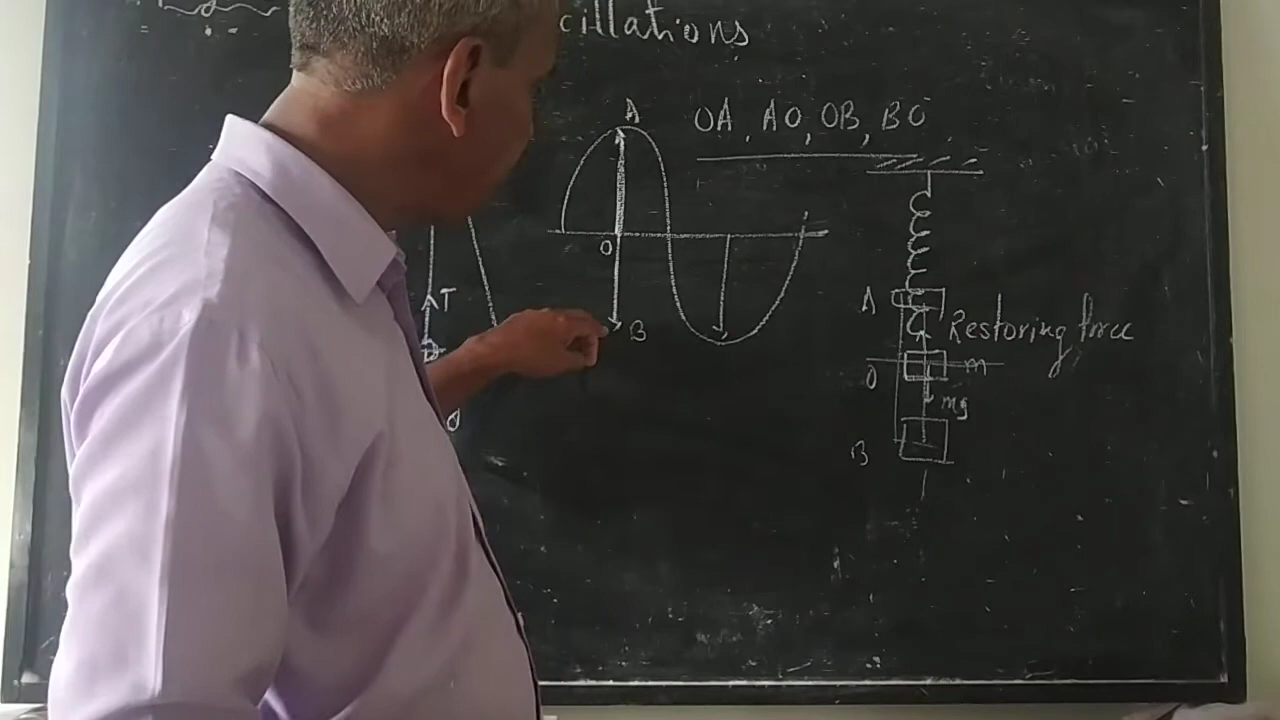 cillations
A
OA, AO, OB, BO
O
T
A
Restoring force
B
m
O
mg
B